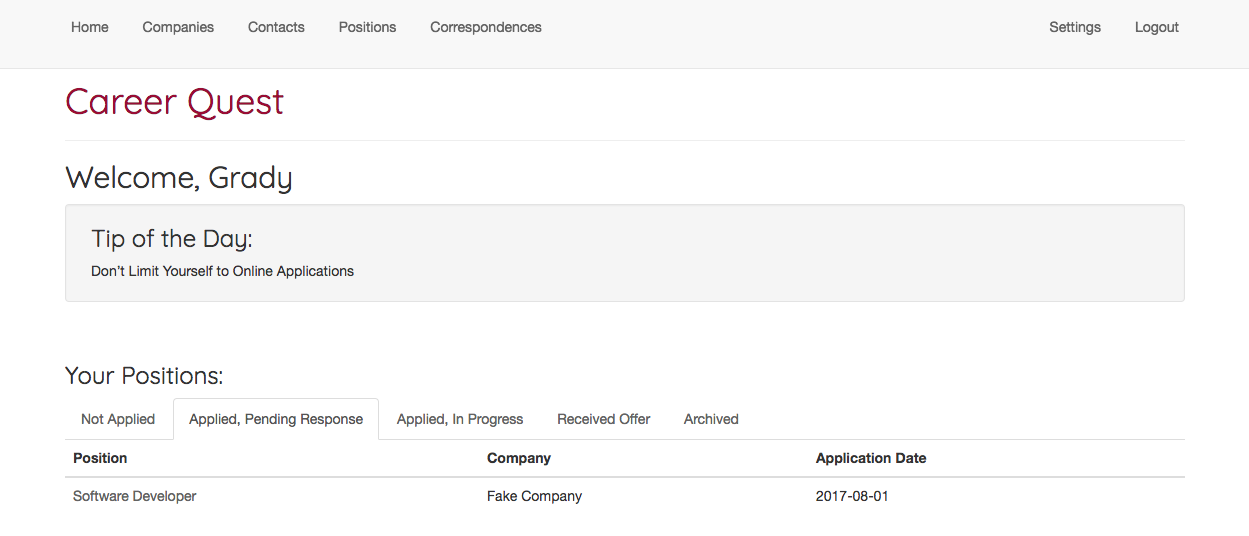 Home Companies Contacts Positions Correspondences Settings Logout
Career Quest
Welcome, Grady
Tip of the Day:
Don't Limit Yourself to Online Applications
Your Positions:
Not Applied Applied, Pending Response Applied, In Progress Received Offer Archived
Position Company Application Date
Software Developer Fake Company 2017-08-01